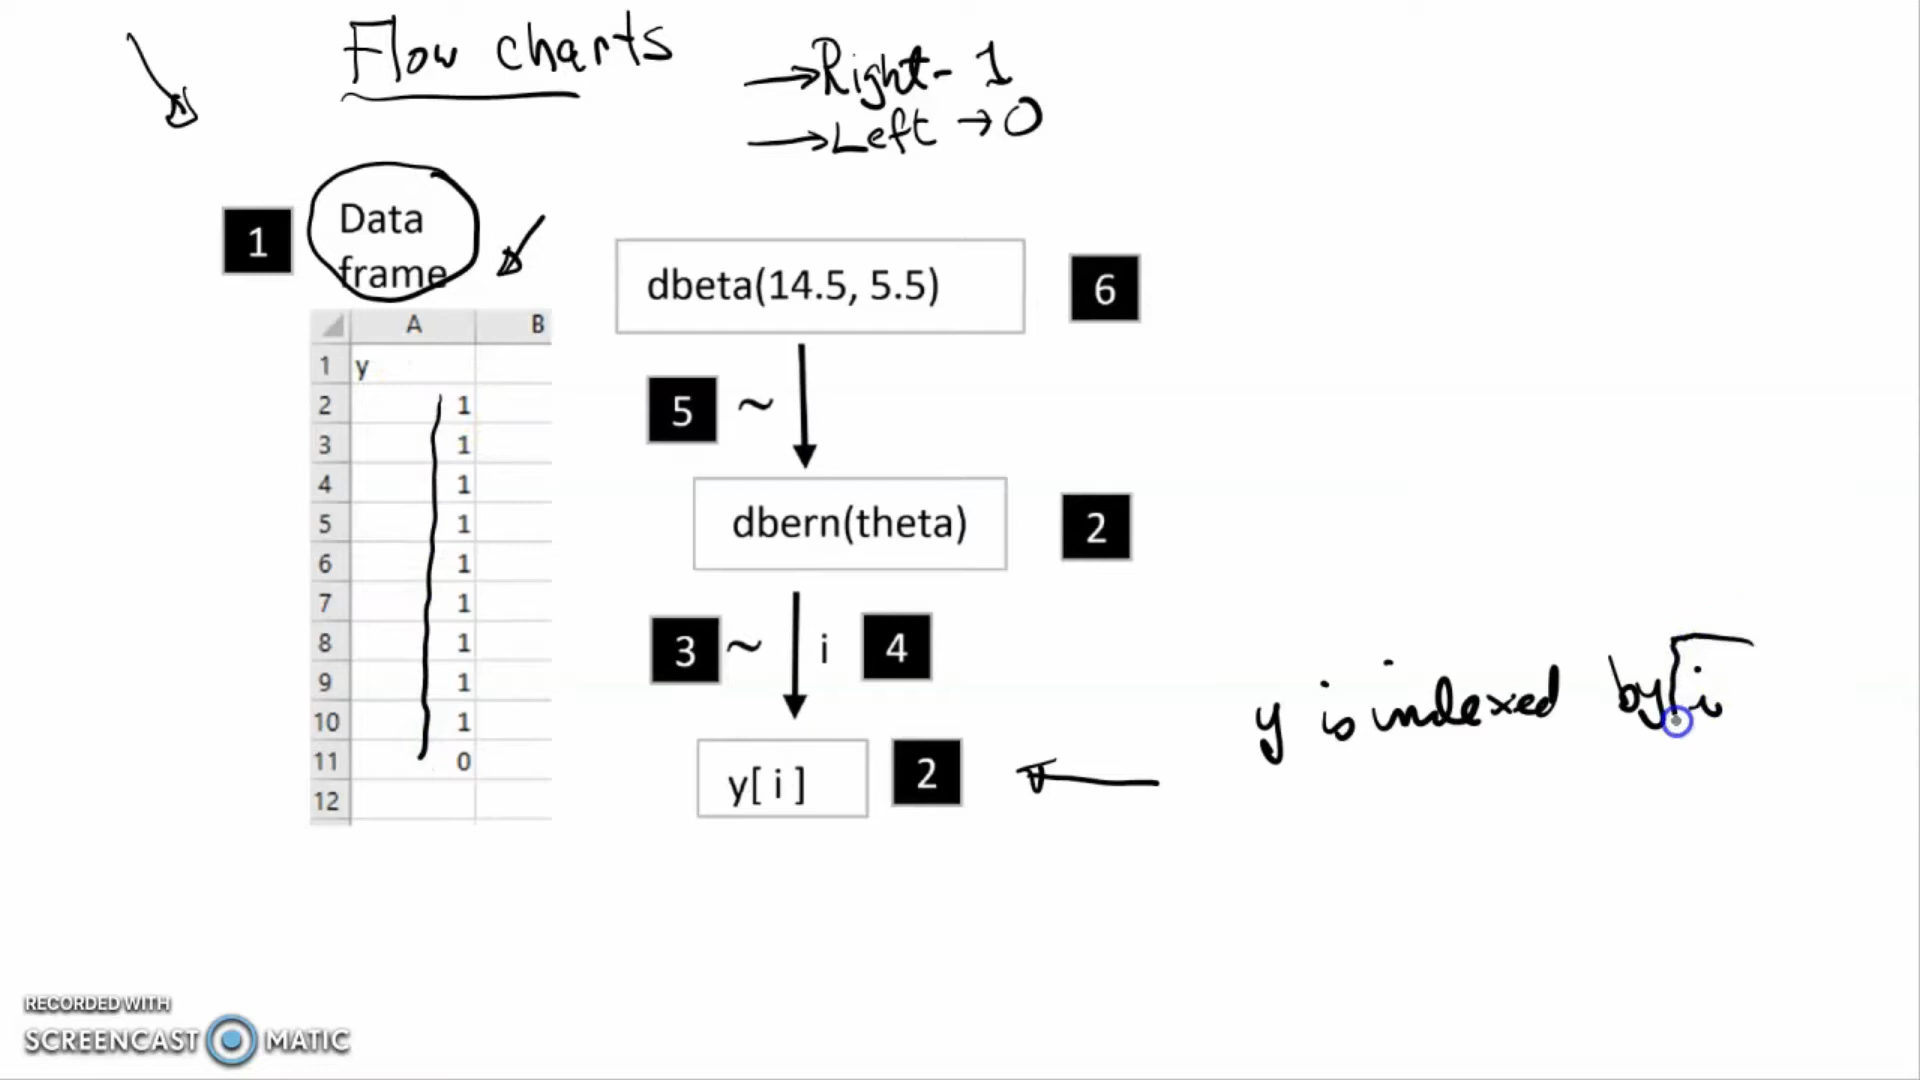 Flow charts
→Right- 1
→Left →0
1
Data
frame
A B
1 y
2 1
3 1
4 1
5 1
6 1
7 1
8 1
9 1
10 1
11 0
12
dbeta(14.5, 5.5)
6
5 ~
dbern(theta)
2
3 ~ i 4
y[ i ]
2
y is indexed by i
RECORDED WITH
SCREENCAST MATIC